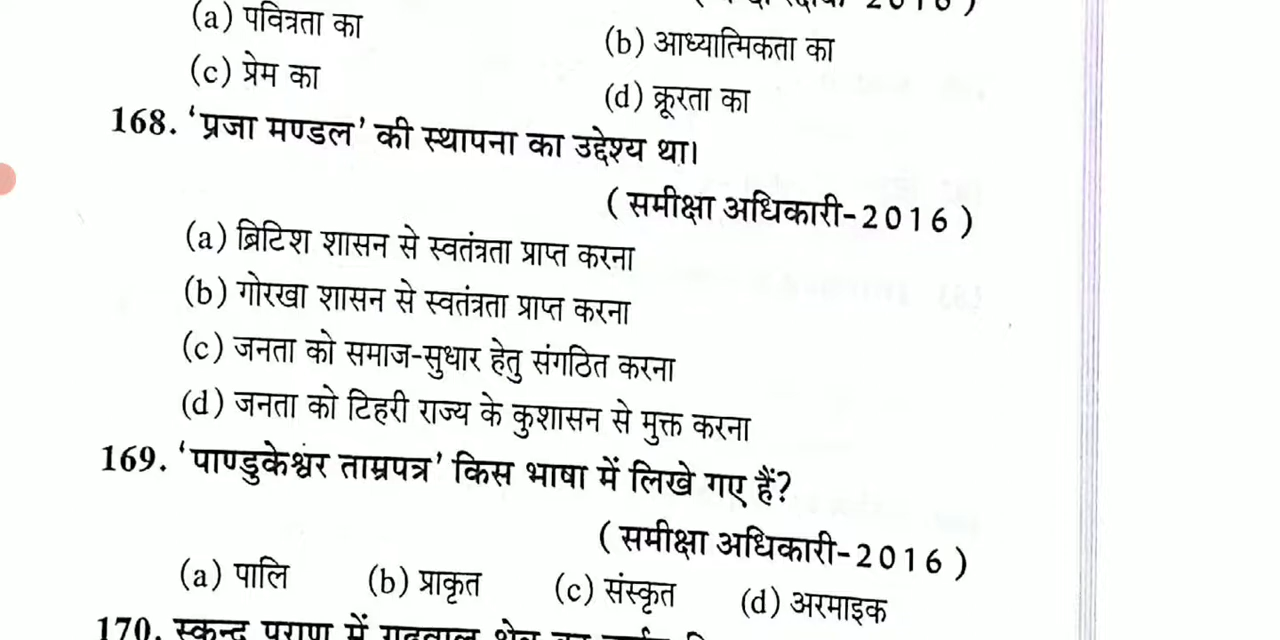 2016)
(a) पवित्रता का
(b) आध्यात्मिकता का
(c) प्रेम का
(d) क्रूरता का
168. ‘प्रजा मण्डल’ की स्थापना का उद्देश्य था।
(समीक्षा अधिकारी-2016)
(a) ब्रिटिश शासन से स्वतंत्रता प्राप्त करना
(b) गोरखा शासन से स्वतंत्रता प्राप्त करना
(c) जनता को समाज-सुधार हेतु संगठित करना
(d) जनता को टिहरी राज्य के कुशासन से मुक्त करना
169. ‘पाण्डुकेश्वर ताम्रपत्र’ किस भाषा में लिखे गए हैं?
(समीक्षा अधिकारी-2016)
(a) पालि (b) प्राकृत (c) संस्कृत (d) अरमाइक
170. स्कन्द पुराण में गढ़वाल क्षेत्र का